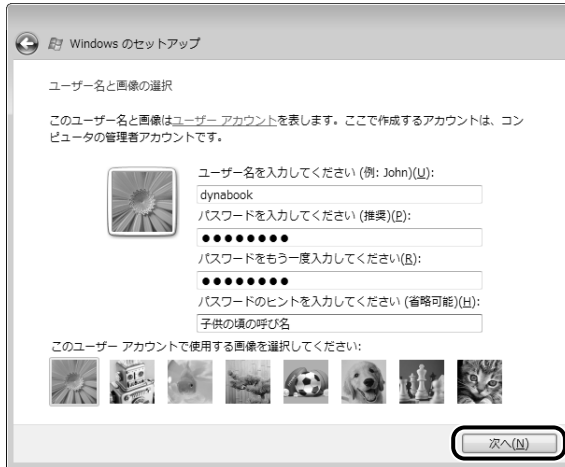 Windows のセットアップ
ユーザー名と画像の選択
このユーザー名と画像はユーザー アカウントを表します。ここで作成するアカウントは、コン
ピュータの管理者アカウントです。
ユーザー名を入力してください (例: John)(U):
dynabook
パスワードを入力してください (推奨)(P):
●●●●●●●●
パスワードをもう一度入力してください(R):
●●●●●●●●
パスワードのヒントを入力してください (省略可能)(H):
子供の頃の呼び名
このユーザー アカウントで使用する画像を選択してください:
次へ(N)